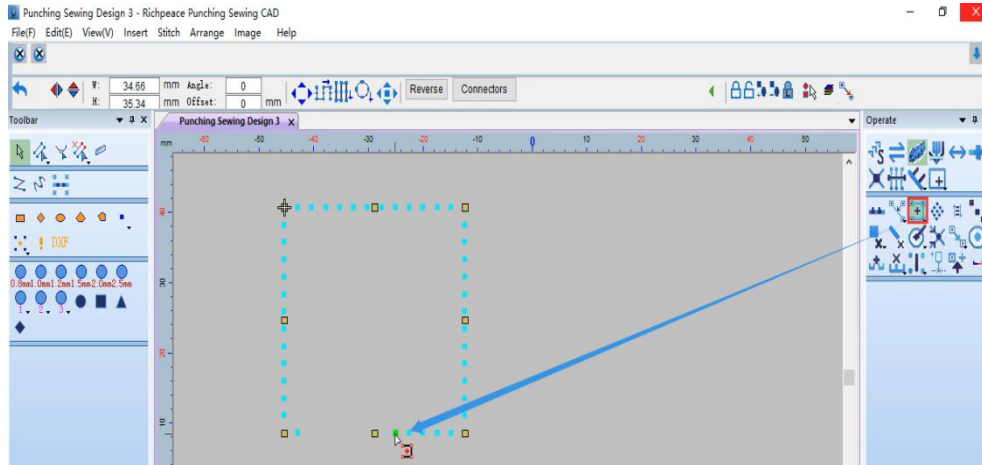 Punching Sewing Design 3 - Richpeace Punching Sewing CAD
File(F) Edit(E) View(V) Insert Stitch Arrange Image Help
34.66 mm Angle: 0
35.34 mm Offset: 0 mm
Reverse Connectors
Toolbar
Punching Sewing Design 3 x
Operate
mm -60 -50 -40 -30 -20 -10 0 10 20 30 40 50
DXF
0.8mm 1.0mm 1.2mm 1.5mm 2.0mm 2.5mm
1. 2. 3.
40
30
20
10